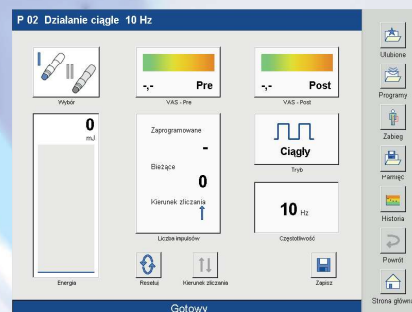 P 02 Działanie ciągłe 10 Hz
Wybór
-,- Pre
VAS - Pre
-,- Post
VAS - Post
0
mJ
Energia
Zaprogramowane
-
Bieżące
0
Kierunek zliczania
Liczba impulsów
Ciągły
Tryb
10 Hz
Częstotliwość
Resetuj
Kierunek zliczania
Zapisz
Gotowy
Ulubione
Programy
Zabieg
Pamięć
Historia
Powrót
Strona główna